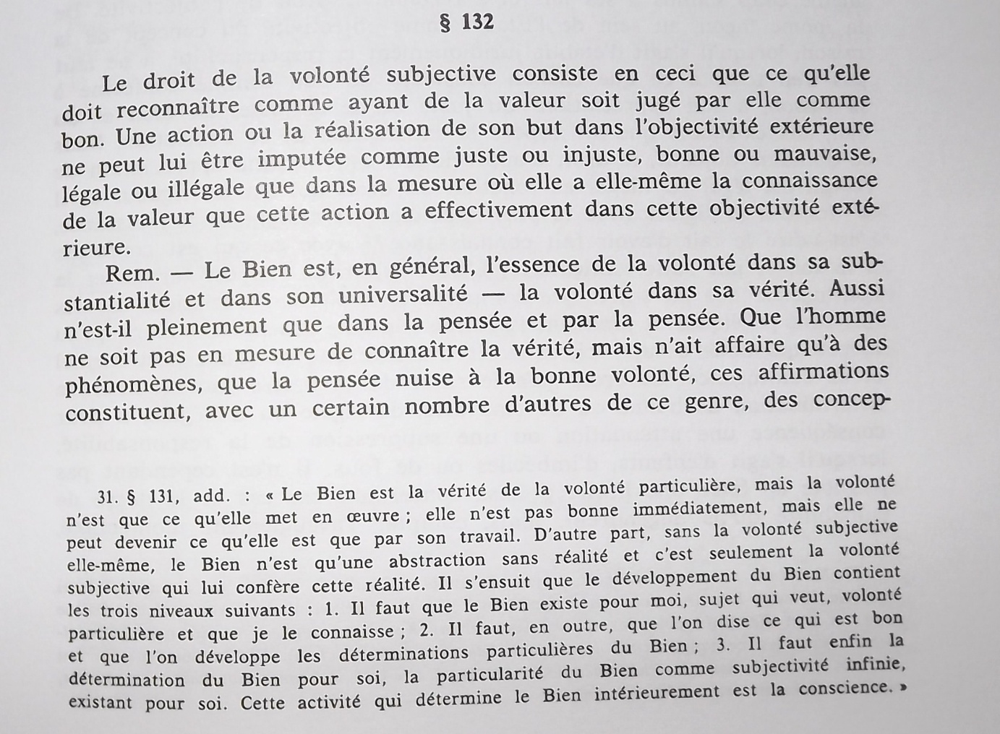 § 132
Le droit de la volonté subjective consiste en ceci que ce qu'elle
doit reconnaître comme ayant de la valeur soit jugé par elle comme
bon. Une action ou la réalisation de son but dans l'objectivité extérieure
ne peut lui être imputée comme juste ou injuste, bonne ou mauvaise,
légale ou illégale que dans la mesure où elle a elle-même la connaissance
de la valeur que cette action a effectivement dans cette objectivité exté-
rieure.
Rem. — Le Bien est, en général, l'essence de la volonté dans sa sub-
stantialité et dans son universalité — la volonté dans sa vérité. Aussi
n'est-il pleinement que dans la pensée et par la pensée. Que l'homme
ne soit pas en mesure de connaître la vérité, mais n'ait affaire qu'à des
phénomènes, que la pensée nuise à la bonne volonté, ces affirmations
constituent, avec un certain nombre d'autres de ce genre, des concep-
31. § 131, add. : « Le Bien est la vérité de la volonté particulière, mais la volonté
n'est que ce qu'elle met en œuvre ; elle n'est pas bonne immédiatement, mais elle ne
peut devenir ce qu'elle est que par son travail. D'autre part, sans la volonté subjective
elle-même, le Bien n'est qu'une abstraction sans réalité et c'est seulement la volonté
subjective qui lui confère cette réalité. Il s'ensuit que le développement du Bien contient
les trois niveaux suivants : 1. Il faut que le Bien existe pour moi, sujet qui veut, volonté
particulière et que je le connaisse ; 2. Il faut, en outre, que l'on dise ce qui est bon
et que l'on développe les déterminations particulières du Bien ; 3. Il faut enfin la
détermination du Bien pour soi, la particularité du Bien comme subjectivité infinie,
existant pour soi. Cette activité qui détermine le Bien intérieurement est la conscience. »